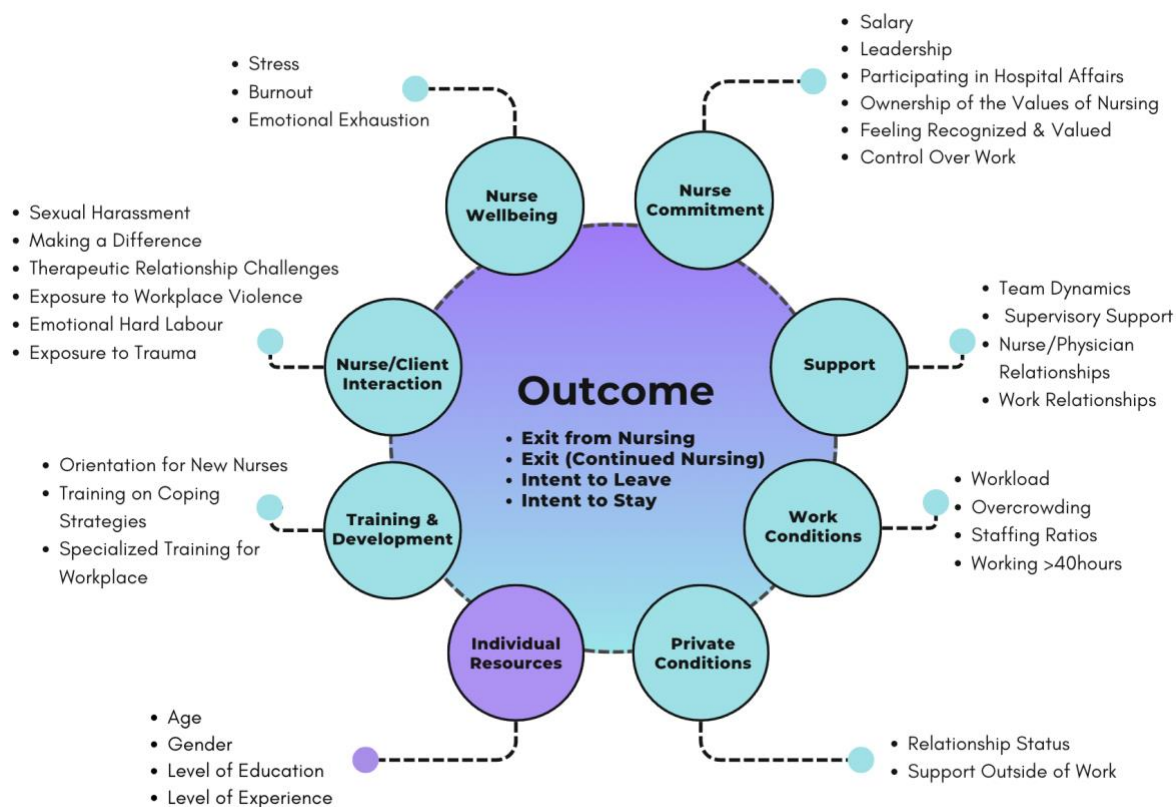 • Salary
• Leadership
• Participating in Hospital Affairs
• Ownership of the Values of Nursing
• Feeling Recognized & Valued
• Control Over Work
• Stress
• Burnout
• Emotional Exhaustion
Nurse
Wellbeing
Nurse
Commitment
• Sexual Harassment
• Making a Difference
• Therapeutic Relationship Challenges
• Exposure to Workplace Violence
• Emotional Hard Labour
• Exposure to Trauma
Nurse/Client
Interaction
Support
• Team Dynamics
• Supervisory Support
• Nurse/Physician
Relationships
• Work Relationships
Outcome
• Exit from Nursing
• Exit (Continued Nursing)
• Intent to Leave
• Intent to Stay
• Orientation for New Nurses
• Training on Coping
Strategies
• Specialized Training for
Workplace
Training &
Development
Work
Conditions
• Workload
• Overcrowding
• Staffing Ratios
• Working >40hours
Individual
Resources
Private
Conditions
• Age
• Gender
• Level of Education
• Level of Experience
• Relationship Status
• Support Outside of Work